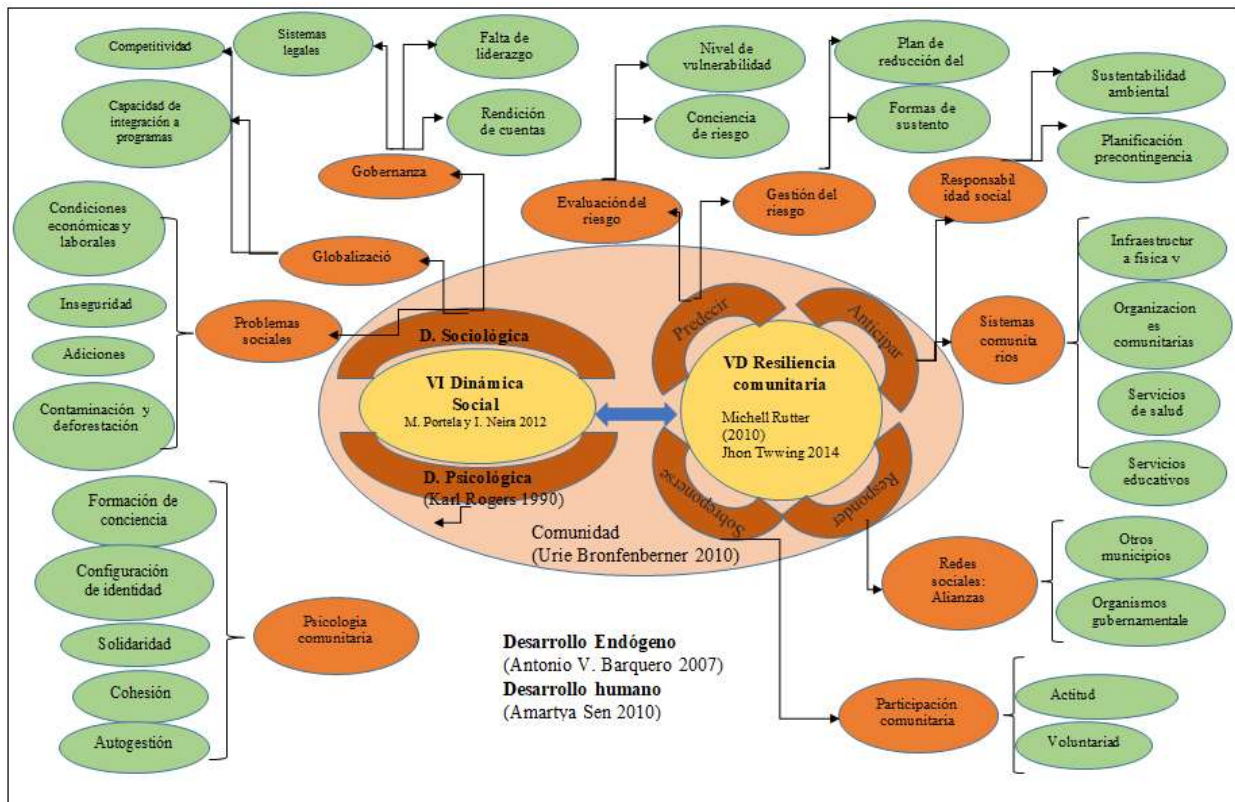 Competitividad
Sistemas
legales
Falta de
liderazgo
Nivel de
vulnerabilidad
Plan de
reducción del
Sustentabilidad
ambiental
Capacidad de
integración a
programas
Rendición
de cuentas
Conciencia
de riesgo
Formas de
sustento
Planificación
precontingencia
Gobernanza
Evaluación del
riesgo
Gestión del
riesgo
Responsabil
idad social
Condiciones
económicas y
laborales
Globalizació
Infraestructur
a fisica v
Inseguridad
Problemas
sociales
Adiciones
Contaminación y
deforestación
D. Sociológica
VI Dinámica
Social
M. Portela y I. Neira 2012
D. Psicológica
(Karl Rogers 1990)
Predecir
Anticipar
VD Resiliencia
comunitaria
Michell Rutter
(2010)
Jhon Twwing 2014
Sobreponerse
Responder
Sistemas
comunita
rios
Organizacion
es
comunitarias
Servicios
de salud
Servicios
educativos
Comunidad
(Urie Bronfenberner 2010)
Formación de
conciencia
Configuración
de identidad
Solidaridad
Cohesión
Autogestión
Psicologia
comunitaria
Desarrollo Endógeno
(Antonio V. Barquero 2007)
Desarrollo humano
(Amartya Sen 2010)
Redes
sociales:
Alianzas
Otros
municipios
Organismos
gubernamentale
Participación
comunitaria
Actitud
Voluntariad